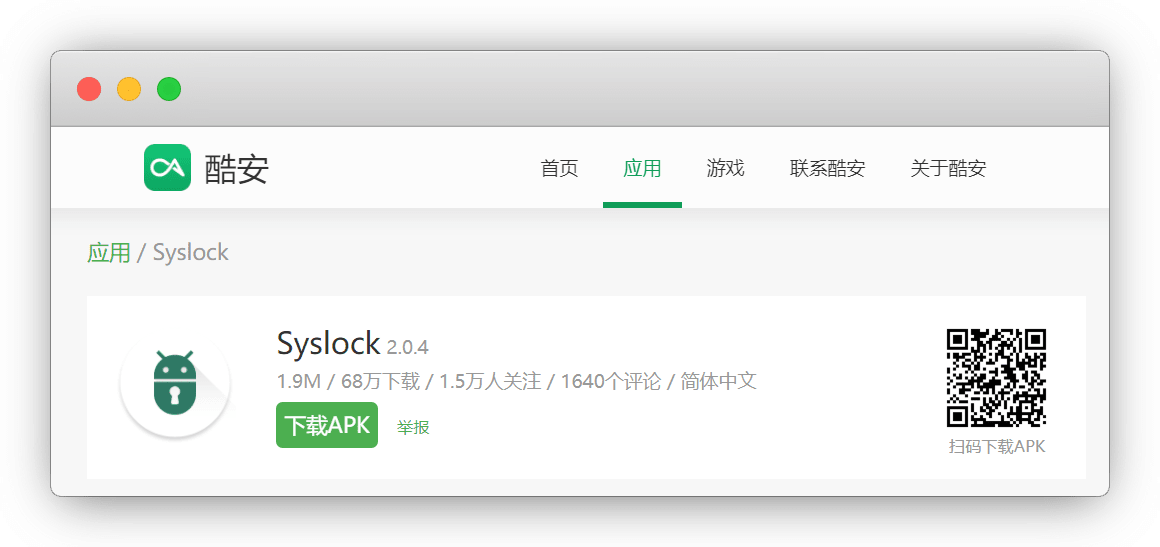 酷安
首页 应用 游戏 联系酷安 关于酷安
应用 / Syslock
Syslock 2.0.4
1.9M / 68万下载 / 1.5万人关注 / 1640个评论 / 简体中文
下载APK 举报
扫码下载APK